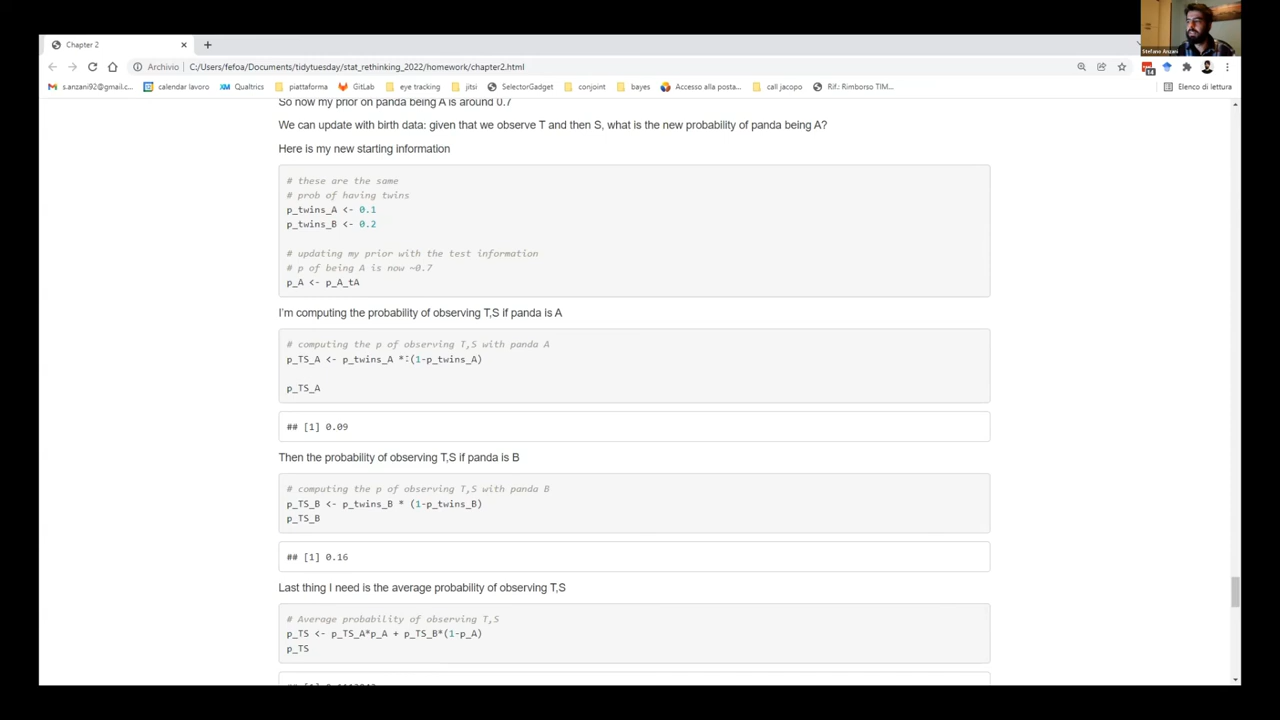 Stefano Anzani
Chapter 2
Archivio
C:/Users/fefoa/Documents/tidytuesday/stat_rethinking_2022/homework/chapter2.html
14
s.anzani92@gmail.c...
calendar lavoro
XM Qualtrics
piattaforma
GitLab
eye tracking
jitsi
SelectorGadget
conjoint
bayes
Accesso alla posta...
call jacopo
Rif.: Rimborso TIM...
Elenco di lettura
So now my prior on panda being A is around 0.7
We can update with birth data: given that we observe T and then S, what is the new probability of panda being A?
Here is my new starting information
# these are the same
# prob of having twins
p_twins_A <- 0.1
p_twins_B <- 0.2
# updating my prior with the test information
# p of being A is now ~0.7
p_A <- p_A_tA
I'm computing the probability of observing T,S if panda is A
# computing the p of observing T,S with panda A
p_TS_A <- p_twins_A * (1-p_twins_A)
p_TS_A
## [1] 0.09
Then the probability of observing T,S if panda is B
# computing the p of observing T,S with panda B
p_TS_B <- p_twins_B * (1-p_twins_B)
p_TS_B
## [1] 0.16
Last thing I need is the average probability of observing T,S
# Average probability of observing T,S
p_TS <- p_TS_A*p_A + p_TS_B*(1-p_A)
p_TS